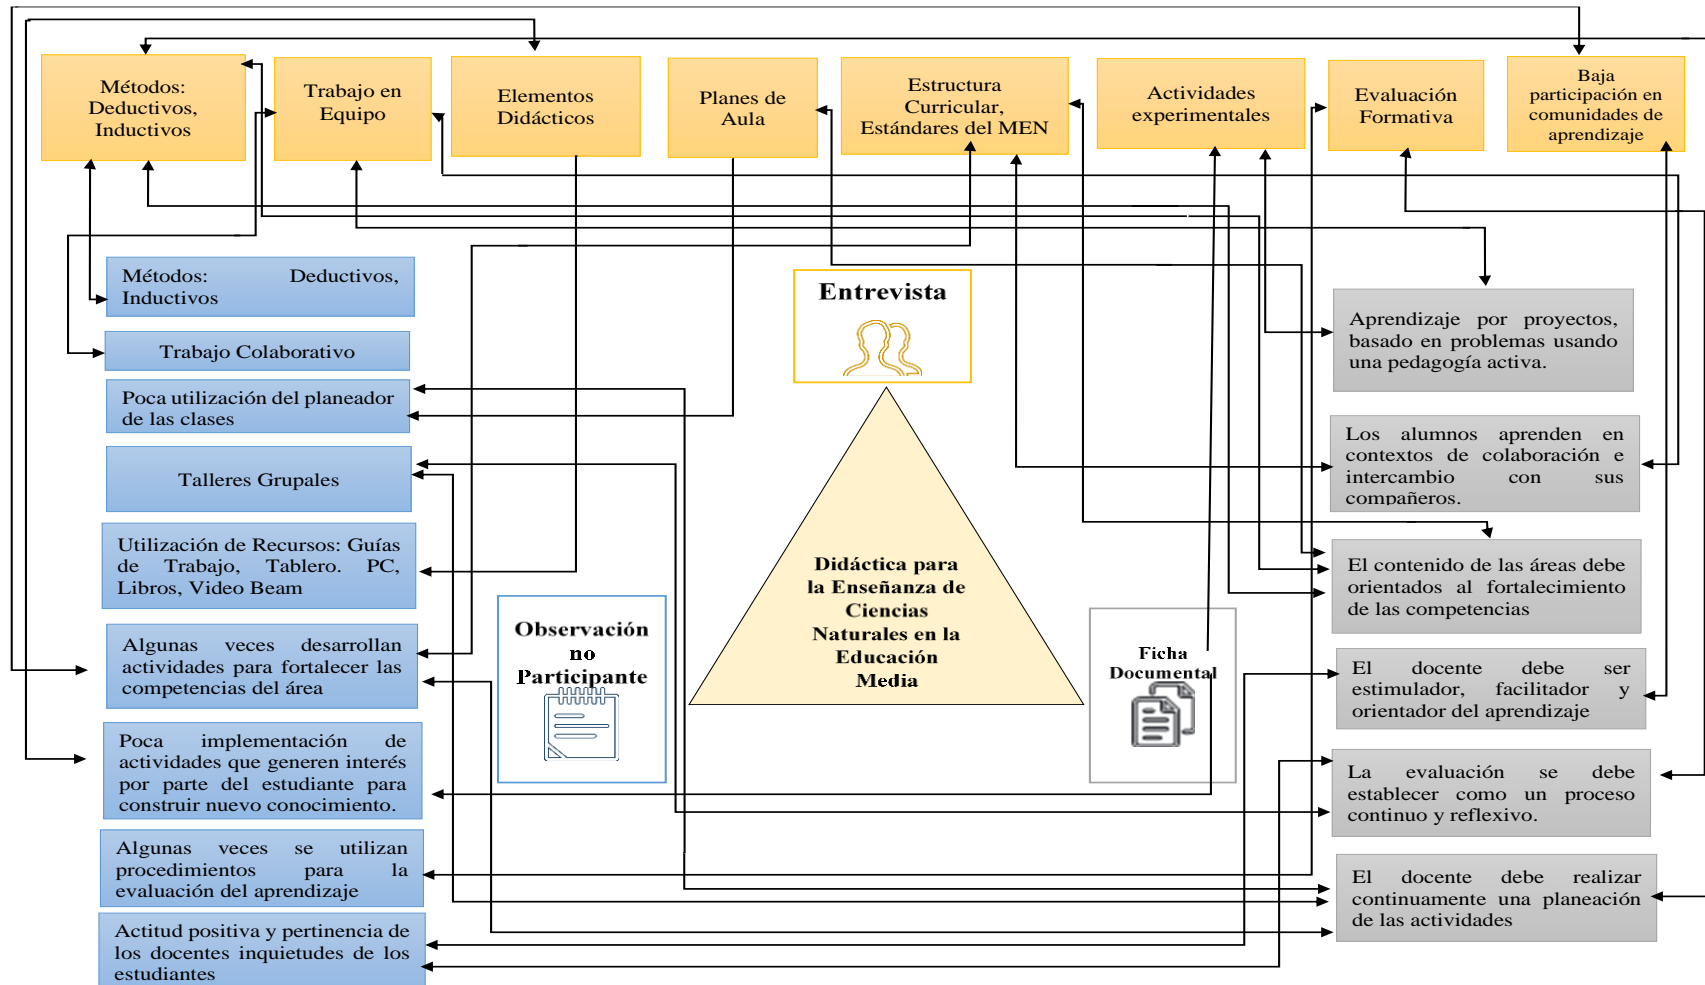 Métodos:
Deductivos,
Inductivos
Trabajo en
Equipo
Elementos
Didácticos
Planes de
Aula
Estructura
Curricular,
Estándares del MEN
Actividades
experimentales
Evaluación
Formativa
Baja
participación en
comunidades de
aprendizaje
Métodos: Deductivos,
Inductivos
Trabajo Colaborativo
Poca utilización del planeador
de las clases
Talleres Grupales
Utilización de Recursos: Guías
de Trabajo, Tablero. PC,
Libros, Video Beam
Algunas veces desarrollan
actividades para fortalecer las
competencias del área
Poca implementación de
actividades que generen interés
por parte del estudiante para
construir nuevo conocimiento.
Algunas veces se utilizan
procedimientos para la
evaluación del aprendizaje
Actitud positiva y pertinencia de
los docentes inquietudes de los
estudiantes
Entrevista
Didáctica para
la Enseñanza de
Ciencias
Naturales en la
Educación
Media
Observación
no
Participante
Ficha
Documental
Aprendizaje por proyectos,
basado en problemas usando
una pedagogía activa.
Los alumnos aprenden en
contextos de colaboración e
intercambio con sus
compañeros.
El contenido de las áreas debe
orientados al fortalecimiento
de las competencias
El docente debe ser
estimulador, facilitador y
orientador del aprendizaje
La evaluación se debe
establecer como un proceso
continuo y reflexivo.
El docente debe realizar
continuamente una planeación
de las actividades